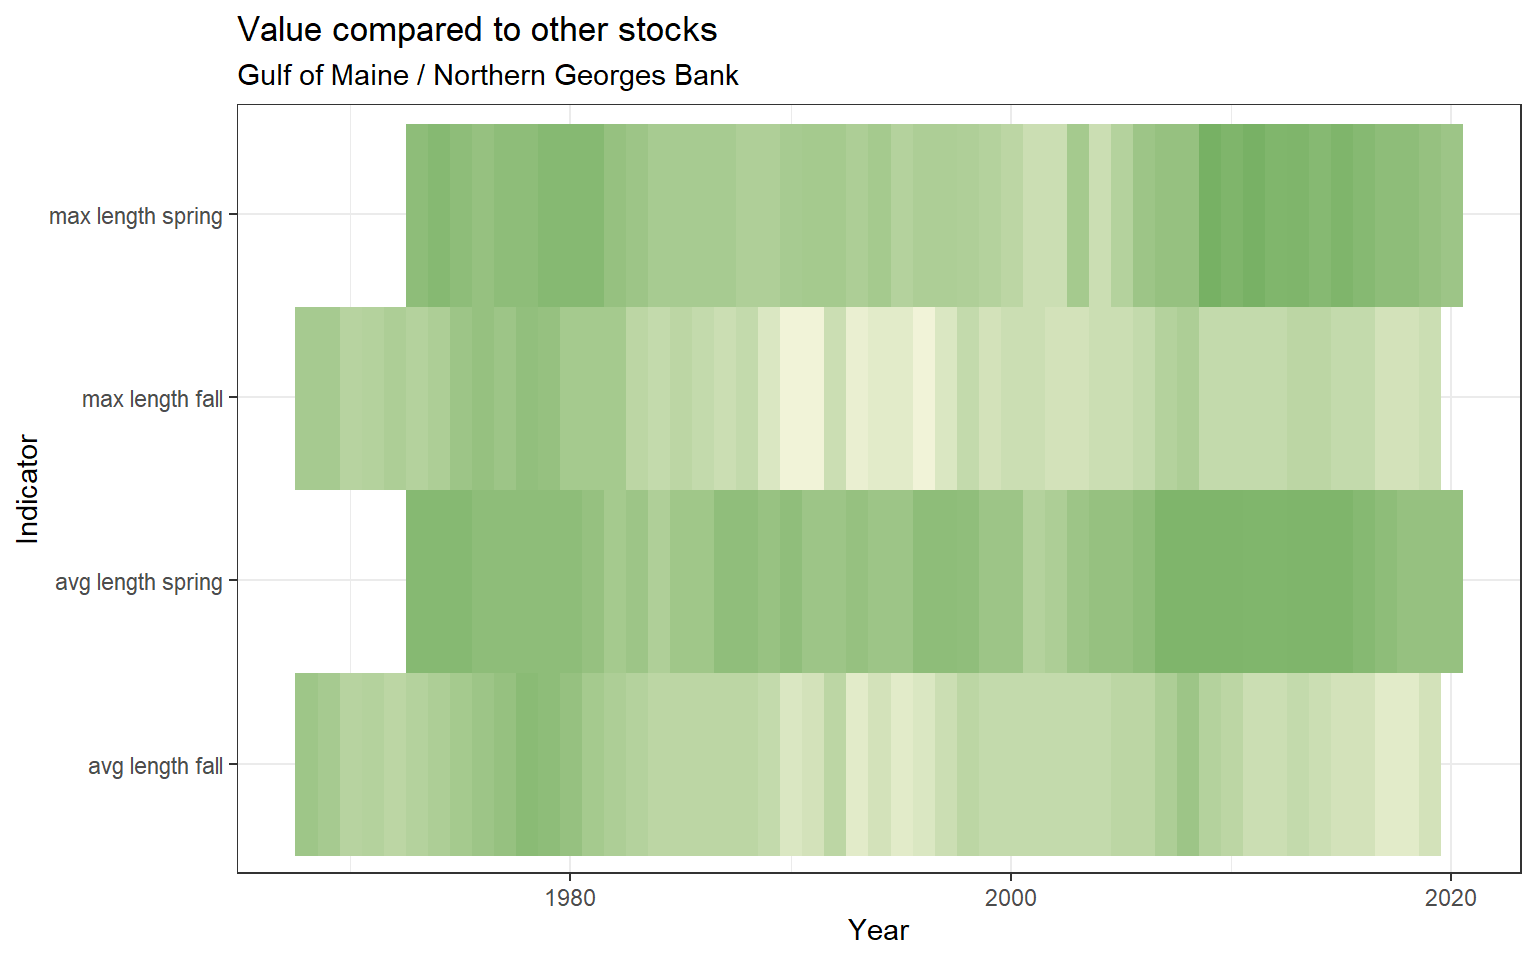 Value compared to other stocks
Gulf of Maine / Northern Georges Bank
max length spring
max length fall
avg length spring
avg length fall
Indicator
1980
2000
2020
Year